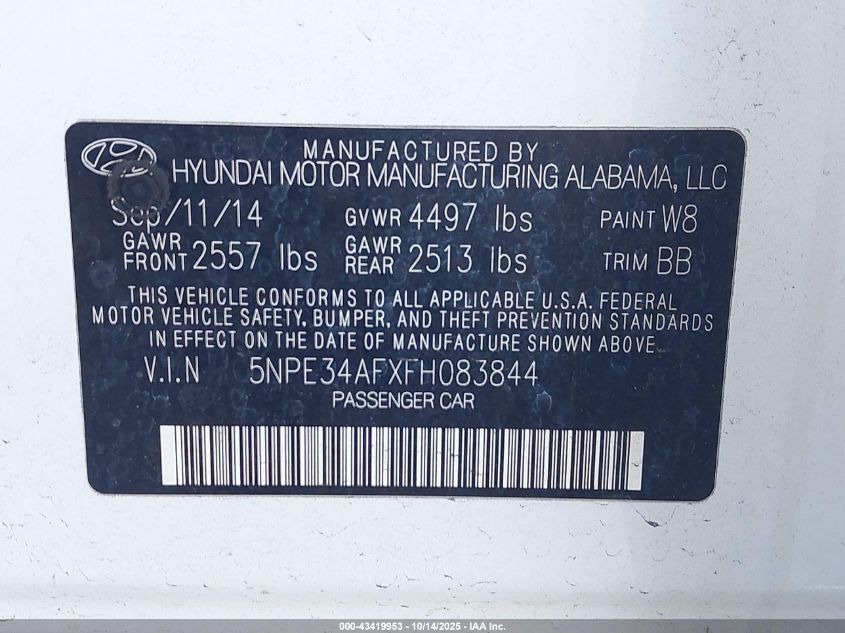 MANUFACTURED BY
HYUNDAI MOTOR MANUFACTURING ALABAMA, LLC
Sep/11/14 GVWR 4497 lbs PAINT W8
GAWR FRONT 2557 lbs GAWR REAR 2513 lbs TRIM BB
THIS VEHICLE CONFORMS TO ALL APPLICABLE U.S.A. FEDERAL
MOTOR VEHICLE SAFETY, BUMPER, AND THEFT PREVENTION STANDARDS
IN EFFECT ON THE DATE OF MANUFACTURE SHOWN ABOVE.
V.I.N 5NPE34AFXFH083844
PASSENGER CAR
000-43419953 - 10/14/2025 - IAA Inc.